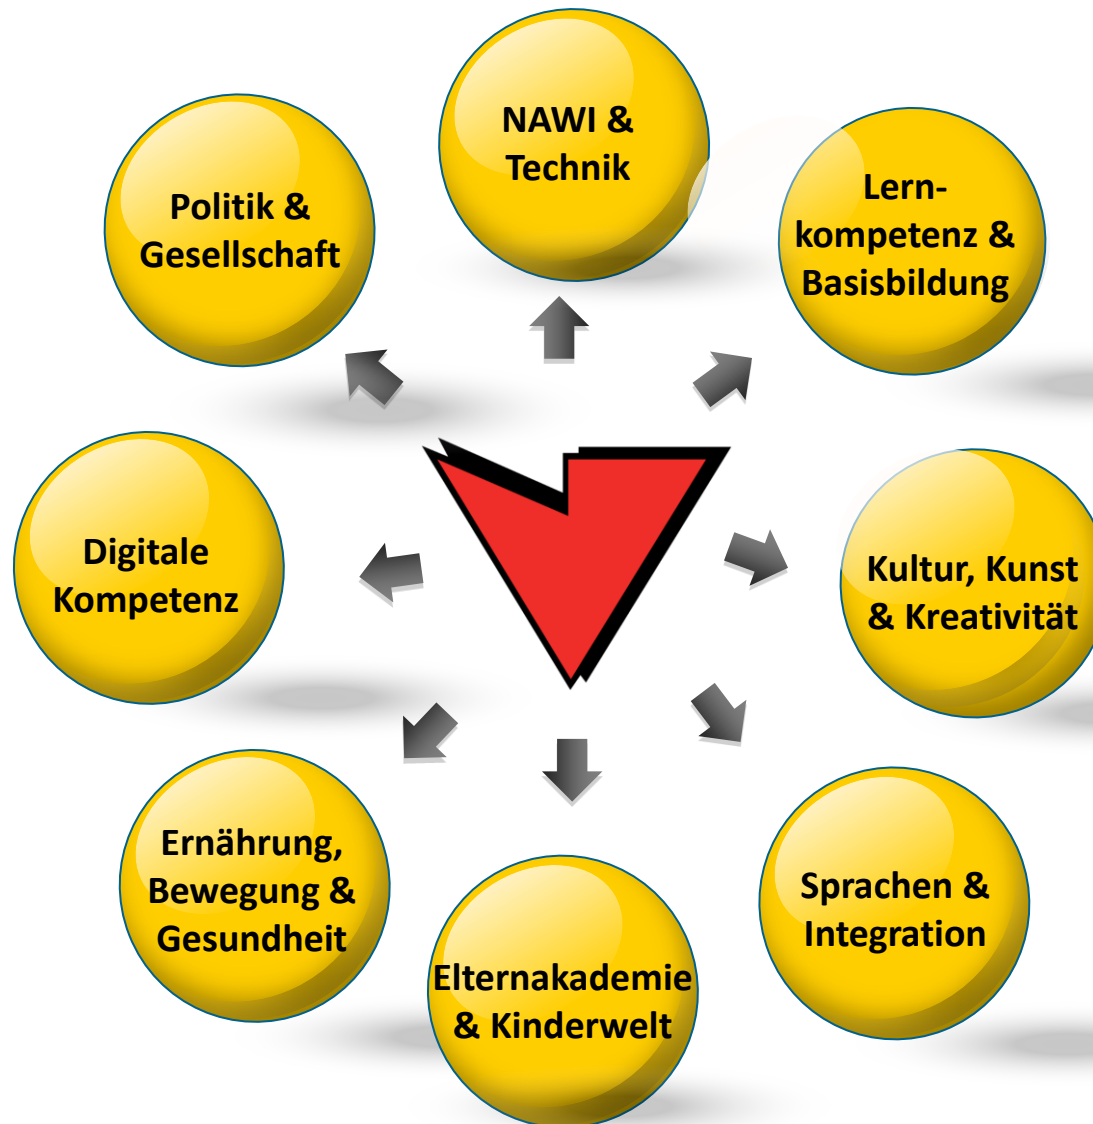 NAWI &
Technik
Lern-
kompetenz &
Basisbildung
Kultur, Kunst
& Kreativität
Sprachen &
Integration
Elternakademie
& Kinderwelt
Ernährung,
Bewegung &
Gesundheit
Digitale
Kompetenz
Politik &
Gesellschaft